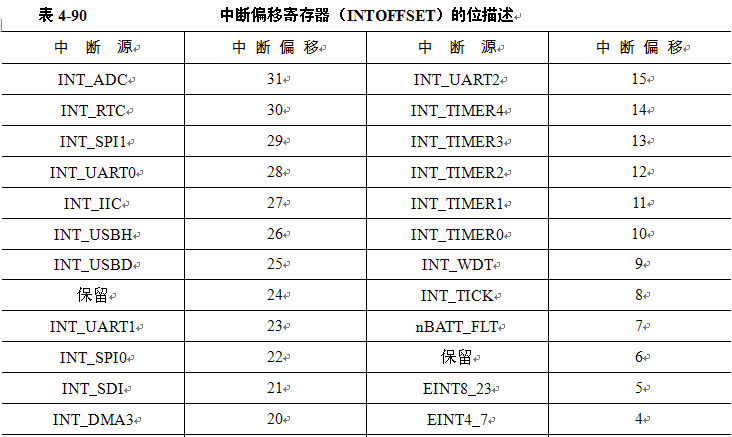 表 4-90 中断偏移寄存器（INTOFFSET）的位描述
中 断 源 中 断 偏 移 中 断 源 中 断 偏 移
INT_ADC 31 INT_UART2 15
INT_RTC 30 INT_TIMER4 14
INT_SPI1 29 INT_TIMER3 13
INT_UART0 28 INT_TIMER2 12
INT_IIC 27 INT_TIMER1 11
INT_USBH 26 INT_TIMER0 10
INT_USBD 25 INT_WDT 9
保留 24 INT_TICK 8
INT_UART1 23 nBATT_FLT 7
INT_SPI0 22 保留 6
INT_SDI 21 EINT8_23 5
INT_DMA3 20 EINT4_7 4